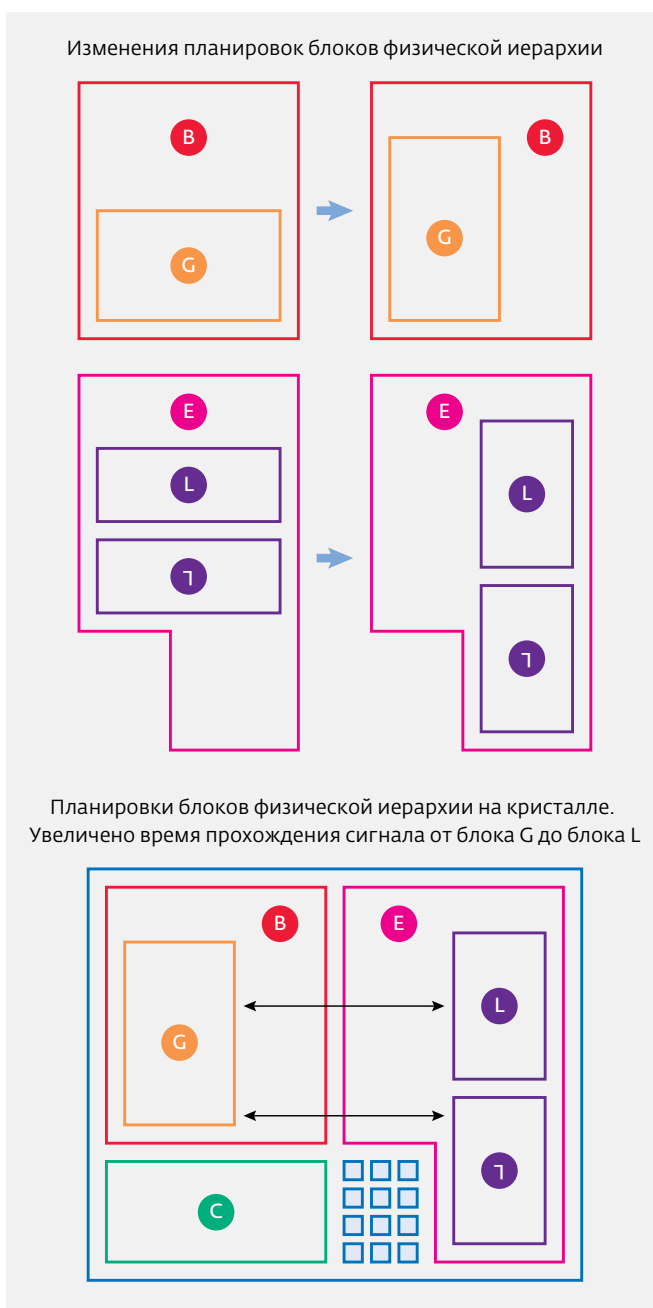 Изменения планировок блоков физической иерархии
B
B
G
G
E
E
L
L
L
L
Планировки блоков физической иерархии на кристалле.
Увеличено время прохождения сигнала от блока G до блока L
B
E
L
G
L
C